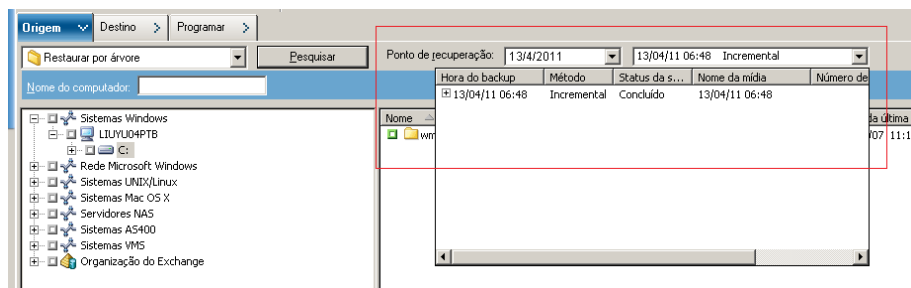 Origem Destino Programar
Restaurar por árvore Pesquisar Ponto de recuperação: 13/4/2011 13/04/11 06:48 Incremental
Nome do computador:
Hora do backup Método Status da s... Nome da mídia Número de
13/04/11 06:48 Incremental Concluído 13/04/11 06:48
Sistemas Windows
LIUYU04PTB
C:
Rede Microsoft Windows
Sistemas UNIX/Linux
Sistemas Mac OS X
Servidores NAS
Sistemas AS400
Sistemas VMS
Organização do Exchange
Nome da última
wm /07 11:1